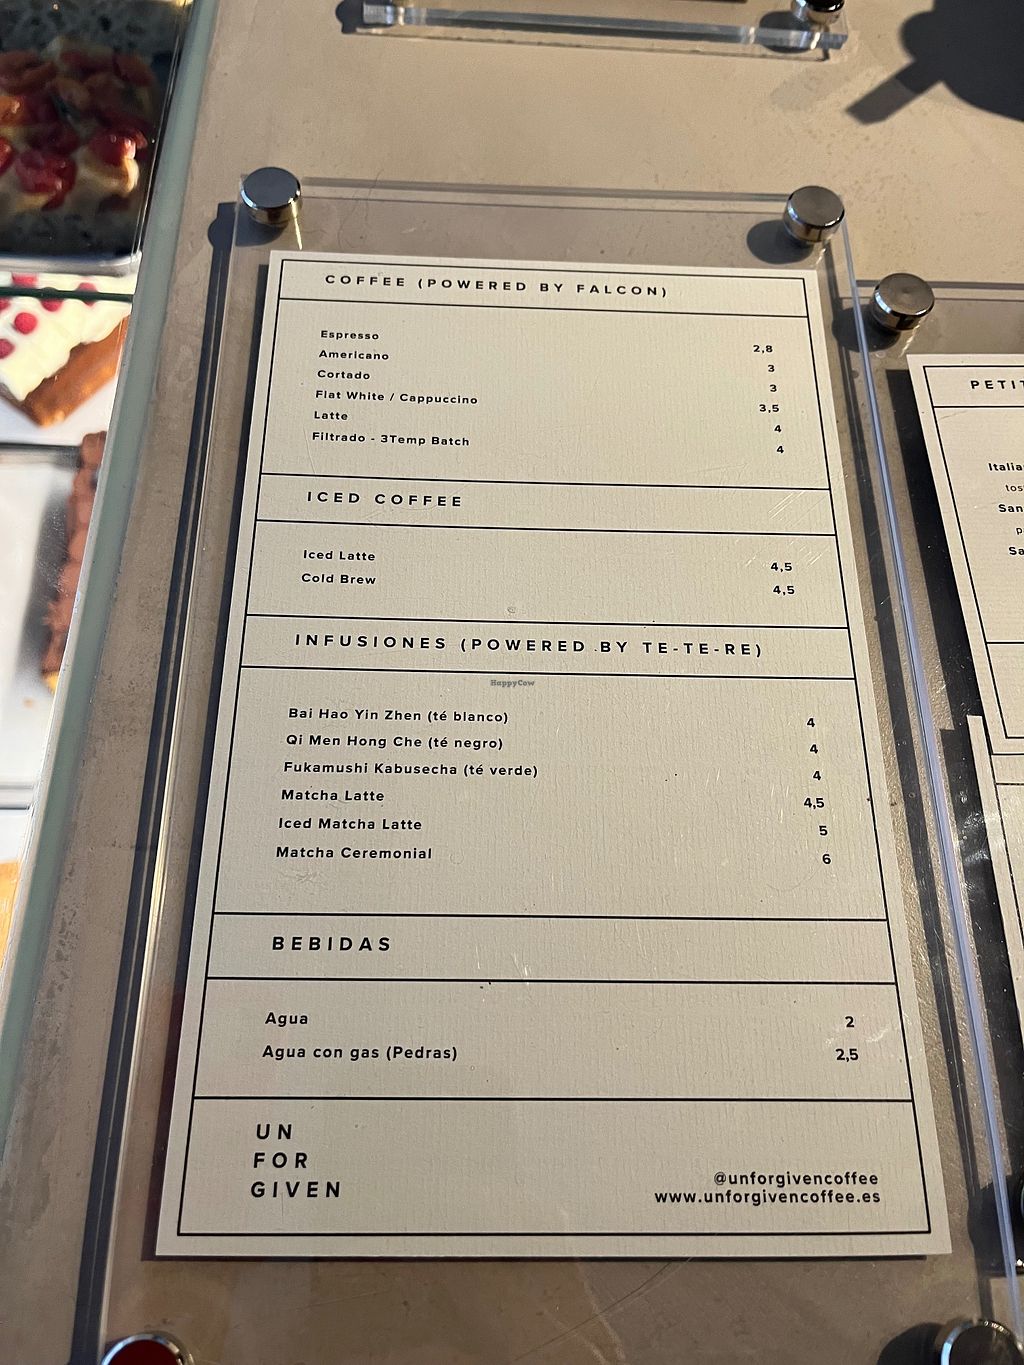 COFFEE (POWERED BY FALCON)
Espresso 2,8
Americano 3
Cortado 3
Flat White / Cappuccino 3,5
Latte 4
Filtrado - 3Temp Batch 4
ICED COFFEE
Iced Latte 4,5
Cold Brew 4,5
INFUSIONES (POWERED BY TE-TE-RE)
HappyCow
Bai Hao Yin Zhen (té blanco) 4
Qi Men Hong Che (té negro) 4
Fukamushi Kabusecha (té verde) 4
Matcha Latte 4,5
Iced Matcha Latte 5
Matcha Ceremonial 6
BEBIDAS
Agua 2
Agua con gas (Pedras) 2,5
UN
FOR
GIVEN
@unforgivencoffee
www.unforgivencoffee.es